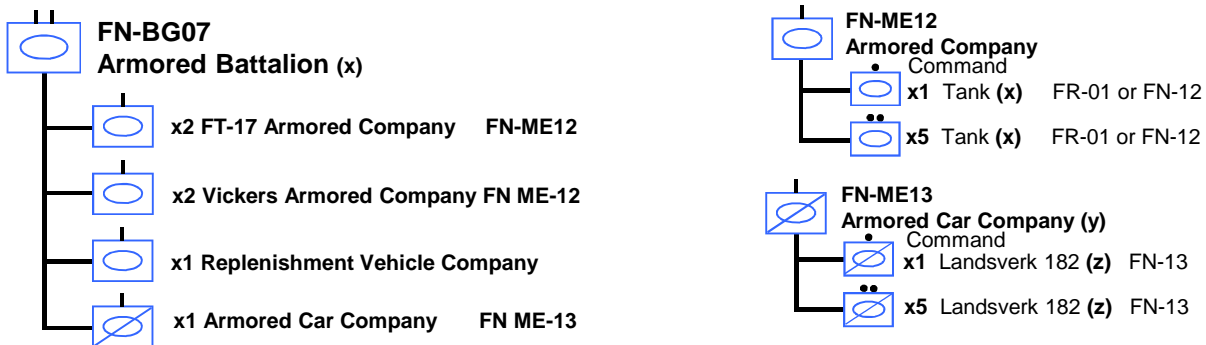 FN-BG07
Armored Battalion (x)
x2 FT-17 Armored Company FN-ME12
x2 Vickers Armored Company FN ME-12
x1 Replenishment Vehicle Company
x1 Armored Car Company FN ME-13
FN-ME12
Armored Company
Command
x1 Tank (x) FR-01 or FN-12
x5 Tank (x) FR-01 or FN-12
FN-ME13
Armored Car Company (y)
Command
x1 Landsverk 182 (z) FN-13
x5 Landsverk 182 (z) FN-13